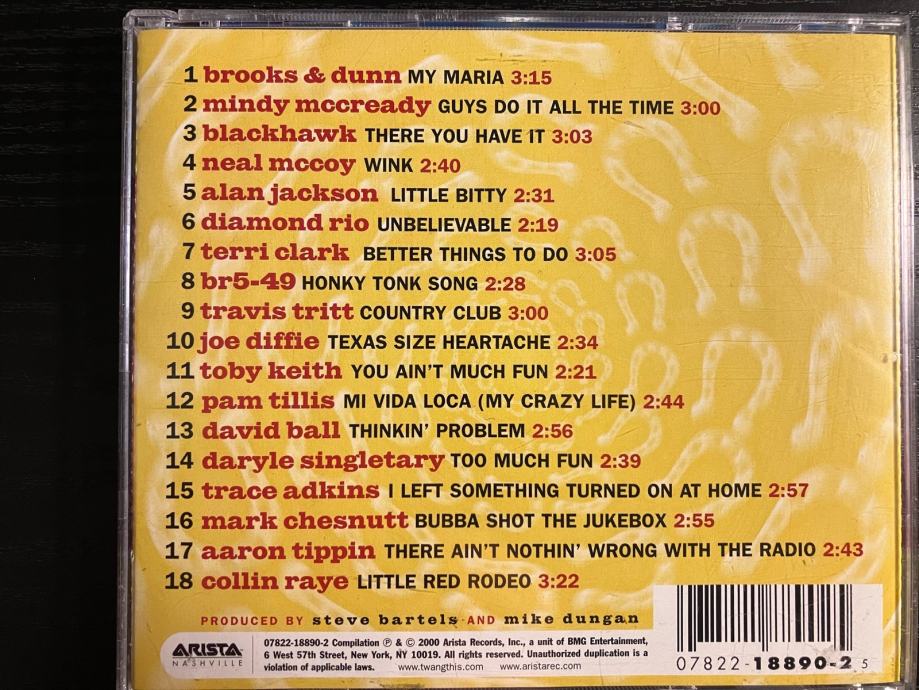 1 brooks & dunn MY MARIA 3:15
2 mindy mccready GUYS DO IT ALL THE TIME 3:00
3 blackhawk THERE YOU HAVE IT 3:03
4 neal mccoy WINK 2:40
5 alan jackson LITTLE BITTY 2:31
6 diamond rio UNBELIEVABLE 2:19
7 terri clark BETTER THINGS TO DO 3:05
8 br5-49 HONKY TONK SONG 2:28
9 travis tritt COUNTRY CLUB 3:00
10 joe diffie TEXAS SIZE HEARTACHE 2:34
11 toby keith YOU AIN'T MUCH FUN 2:21
12 pam tillis MI VIDA LOCA (MY CRAZY LIFE) 2:44
13 david ball THINKIN' PROBLEM 2:56
14 daryle singletary TOO MUCH FUN 2:39
15 trace adkins I LEFT SOMETHING TURNED ON AT HOME 2:57
16 mark chesnutt BUBBA SHOT THE JUKEBOX 2:55
17 aaron tippin THERE AIN'T NOTHIN' WRONG WITH THE RADIO 2:43
18 collin raye LITTLE RED RODEO 3:22
PRODUCED BY steve bartels AND mike dungan
ARISTA
NASHVILLE
07822-18890-2 Compilation ℗ & © 2000 Arista Records, Inc., a unit of BMG Entertainment,
6 West 57th Street, New York, NY 10019. All rights reserved. Unauthorized duplication is a
violation of applicable laws. www.twangthis.com www.aristarec.com
07822-18890-2 5